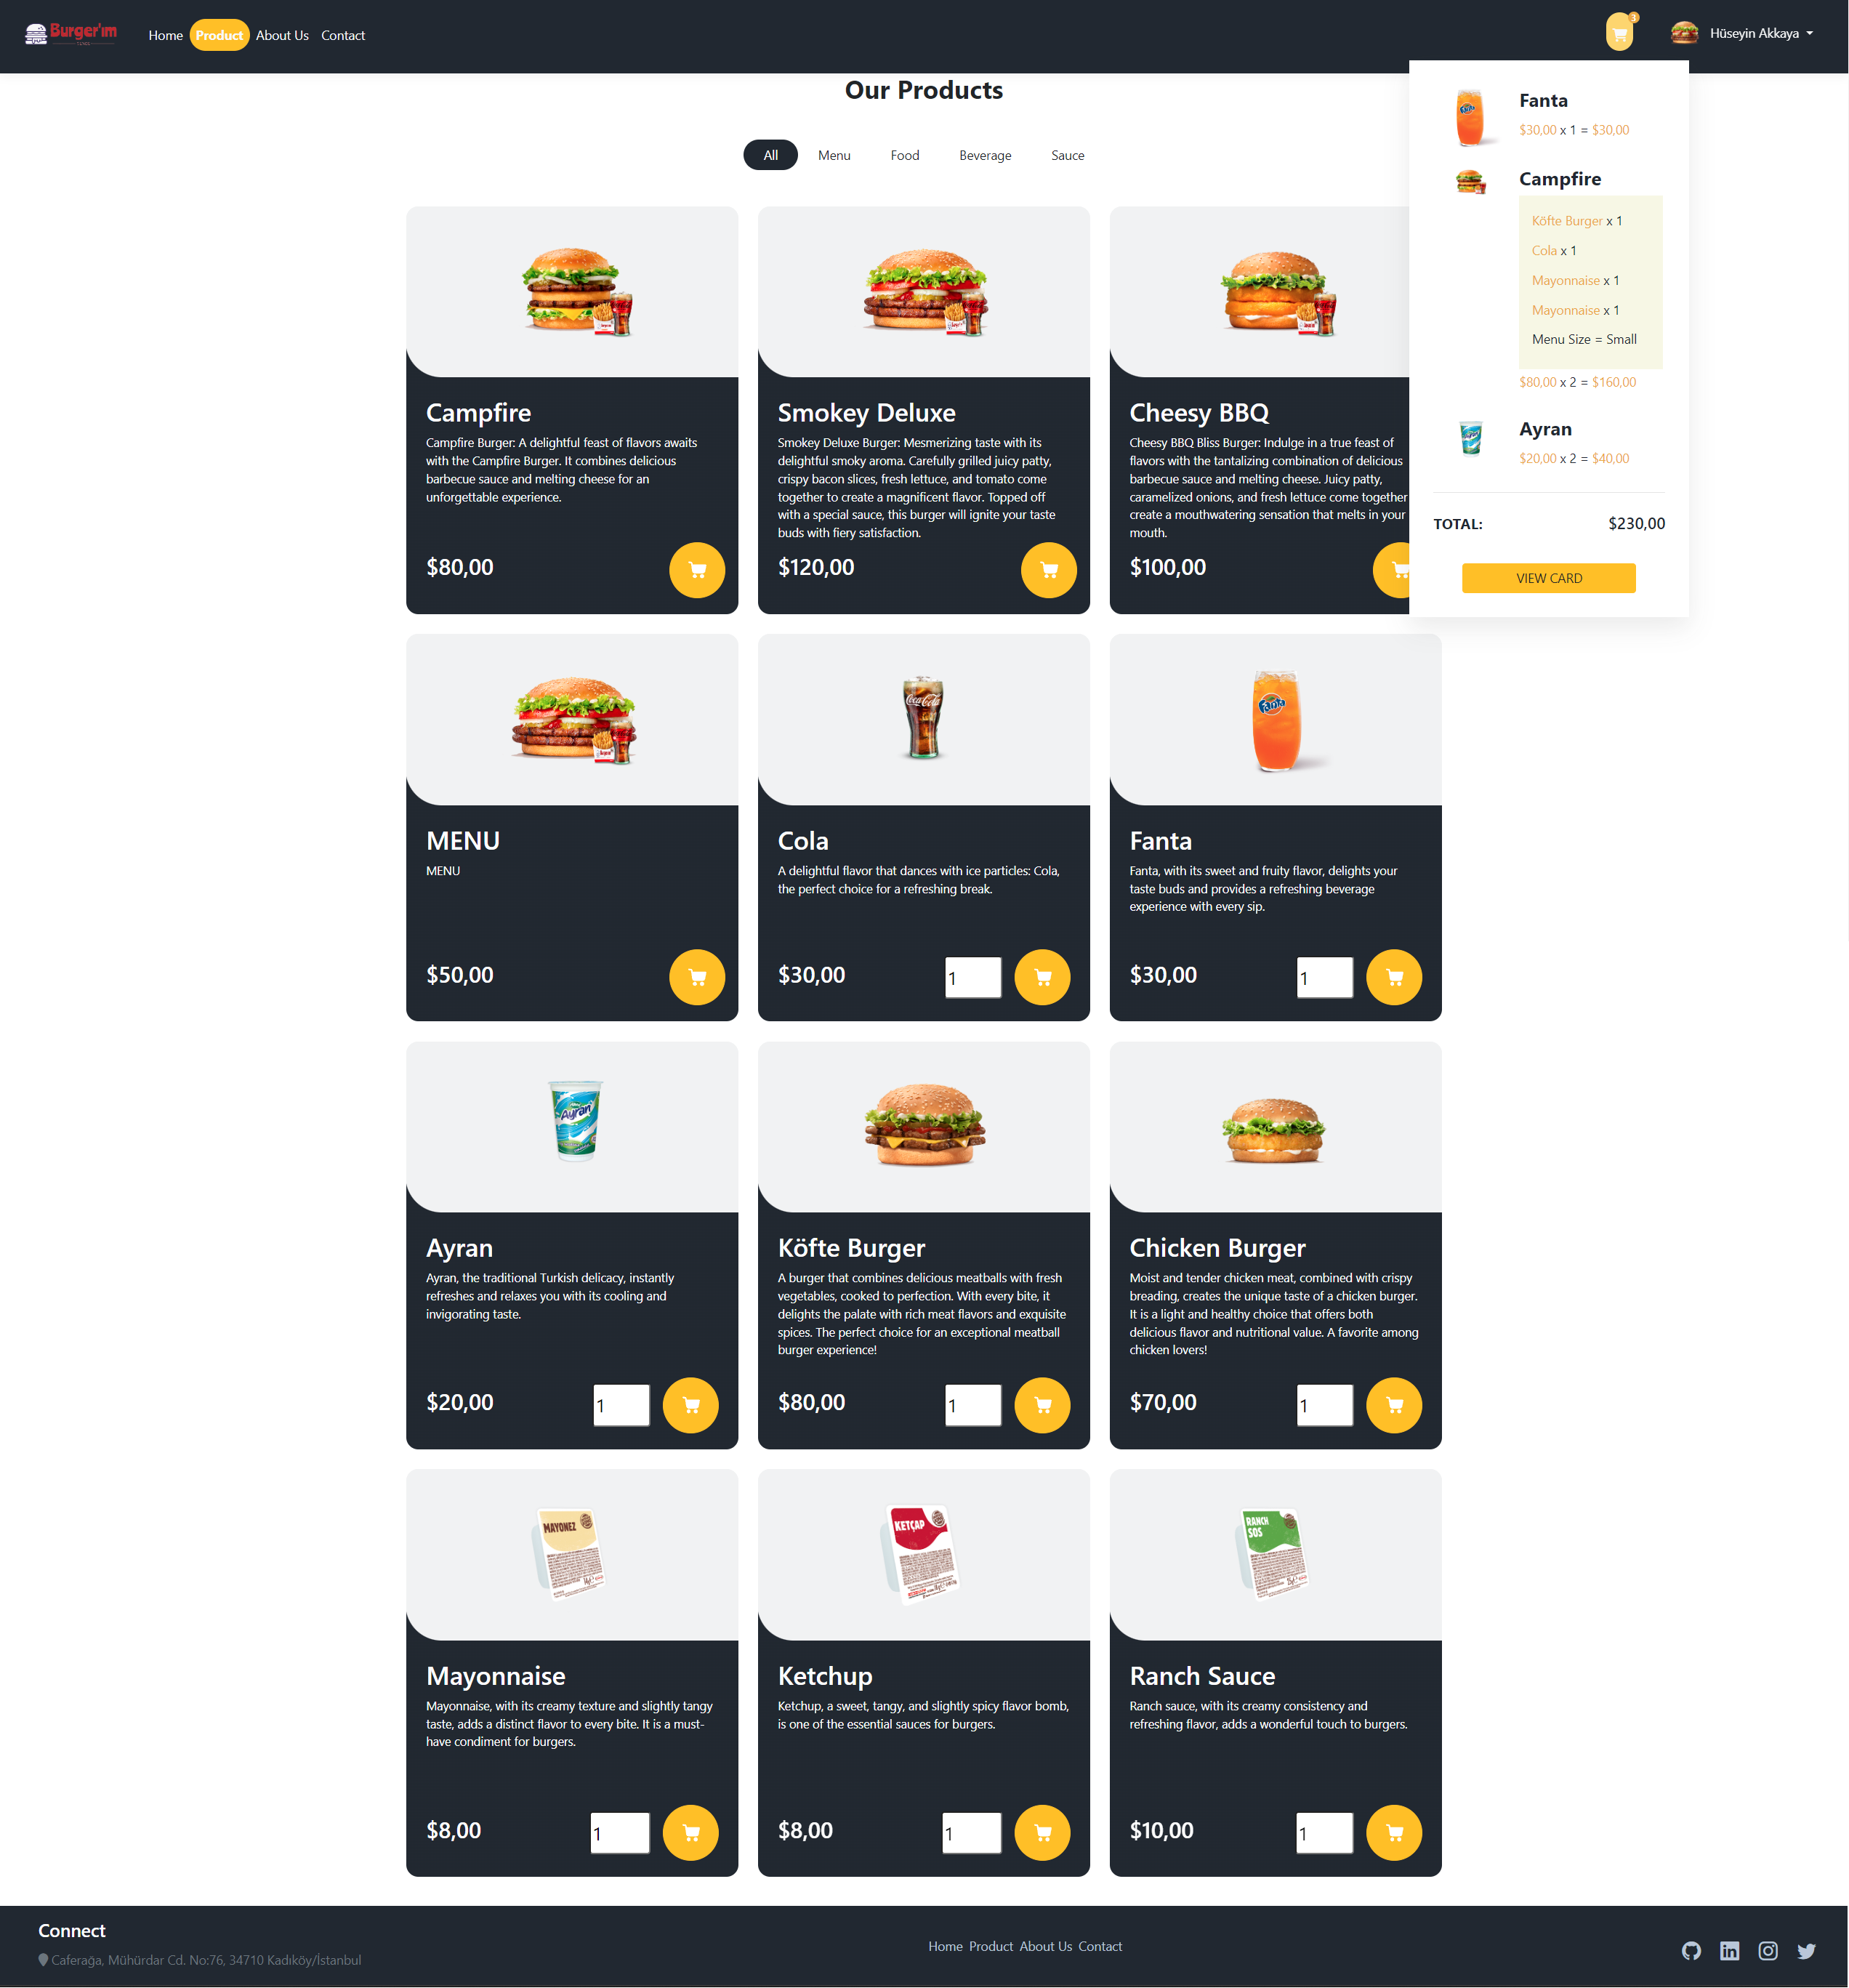 Burger'ım
Home Product About Us Contact
3
Hüseyin Akkaya
Our Products
All Menu Food Beverage Sauce
Fanta
$30,00 x 1 = $30,00
Campfire
Köfte Burger x 1
Cola x 1
Mayonnaise x 1
Mayonnaise x 1
Menu Size = Small
$80,00 x 2 = $160,00
Ayran
$20,00 x 2 = $40,00
TOTAL: $230,00
VIEW CARD
Campfire
Campfire Burger: A delightful feast of flavors awaits
with the Campfire Burger. It combines delicious
barbecue sauce and melting cheese for an
unforgettable experience.
$80,00
Smokey Deluxe
Smokey Deluxe Burger: Mesmerizing taste with its
delightful smoky aroma. Carefully grilled juicy patty,
crispy bacon slices, fresh lettuce, and tomato come
together to create a magnificent flavor. Topped off
with a special sauce, this burger will ignite your taste
buds with fiery satisfaction.
$120,00
Cheesy BBQ
Cheesy BBQ Bliss Burger: Indulge in a true feast of
flavors with the tantalizing combination of delicious
barbecue sauce and melting cheese. Juicy patty,
caramelized onions, and fresh lettuce come together
create a mouthwatering sensation that melts in your
mouth.
$100,00
MENU
MENU
$50,00
Coca-Cola
Cola
A delightful flavor that dances with ice particles: Cola,
the perfect choice for a refreshing break.
$30,00 1
Fanta
Fanta
Fanta, with its sweet and fruity flavor, delights your
taste buds and provides a refreshing beverage
experience with every sip.
$30,00 1
Ayran
Ayran
Ayran, the traditional Turkish delicacy, instantly
refreshes and relaxes you with its cooling and
invigorating taste.
$20,00 1
Köfte Burger
A burger that combines delicious meatballs with fresh
vegetables, cooked to perfection. With every bite, it
delights the palate with rich meat flavors and exquisite
spices. The perfect choice for an exceptional meatball
burger experience!
$80,00 1
Chicken Burger
Moist and tender chicken meat, combined with crispy
breading, creates the unique taste of a chicken burger.
It is a light and healthy choice that offers both
delicious flavor and nutritional value. A favorite among
chicken lovers!
$70,00 1
MAYONEZ
Mayonnaise
Mayonnaise, with its creamy texture and slightly tangy
taste, adds a distinct flavor to every bite. It is a must-
have condiment for burgers.
$8,00 1
KETÇAP
Ketchup
Ketchup, a sweet, tangy, and slightly spicy flavor bomb,
is one of the essential sauces for burgers.
$8,00 1
RANCH
SOS
Ranch Sauce
Ranch sauce, with its creamy consistency and
refreshing flavor, adds a wonderful touch to burgers.
$10,00 1
Connect
Caferağa, Mühürdar Cd. No:76, 34710 Kadıköy/İstanbul
Home Product About Us Contact